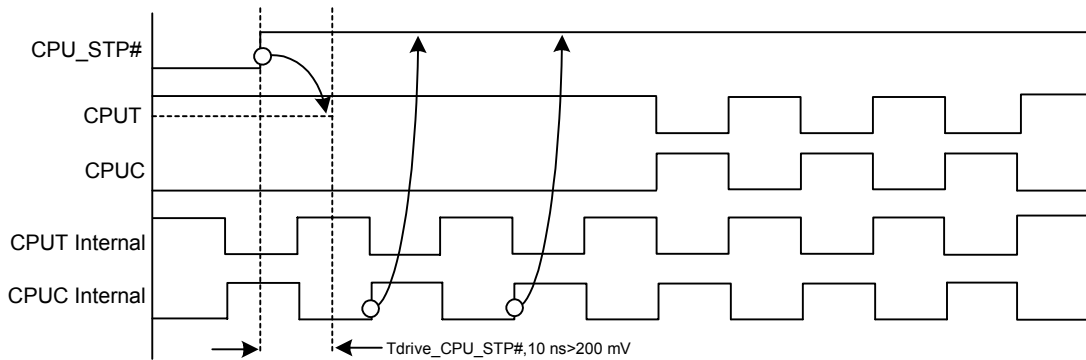 CPU_STP#
CPUT
CPUC
CPUT Internal
CPUC Internal
Tdrive_CPU_STP#,10 ns>200 mV